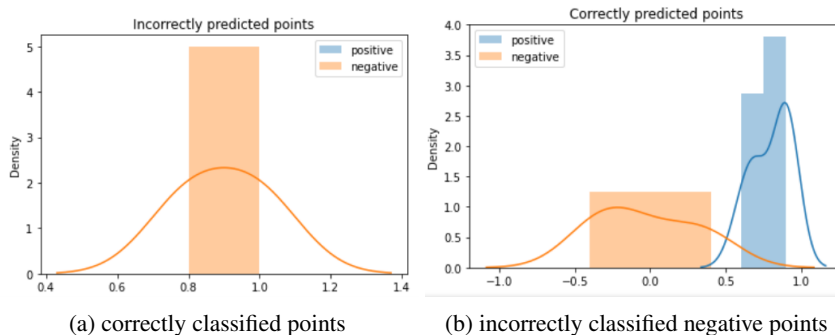 Incorrectly predicted points
positive
negative
Density
5
4
3
2
1
0
0.4 0.6 0.8 1.0 1.2 1.4
(a) correctly classified points
Correctly predicted points
positive
negative
Density
4.0
3.5
3.0
2.5
2.0
1.5
1.0
0.5
0.0
−1.0 −0.5 0.0 0.5 1.0
(b) incorrectly classified negative points